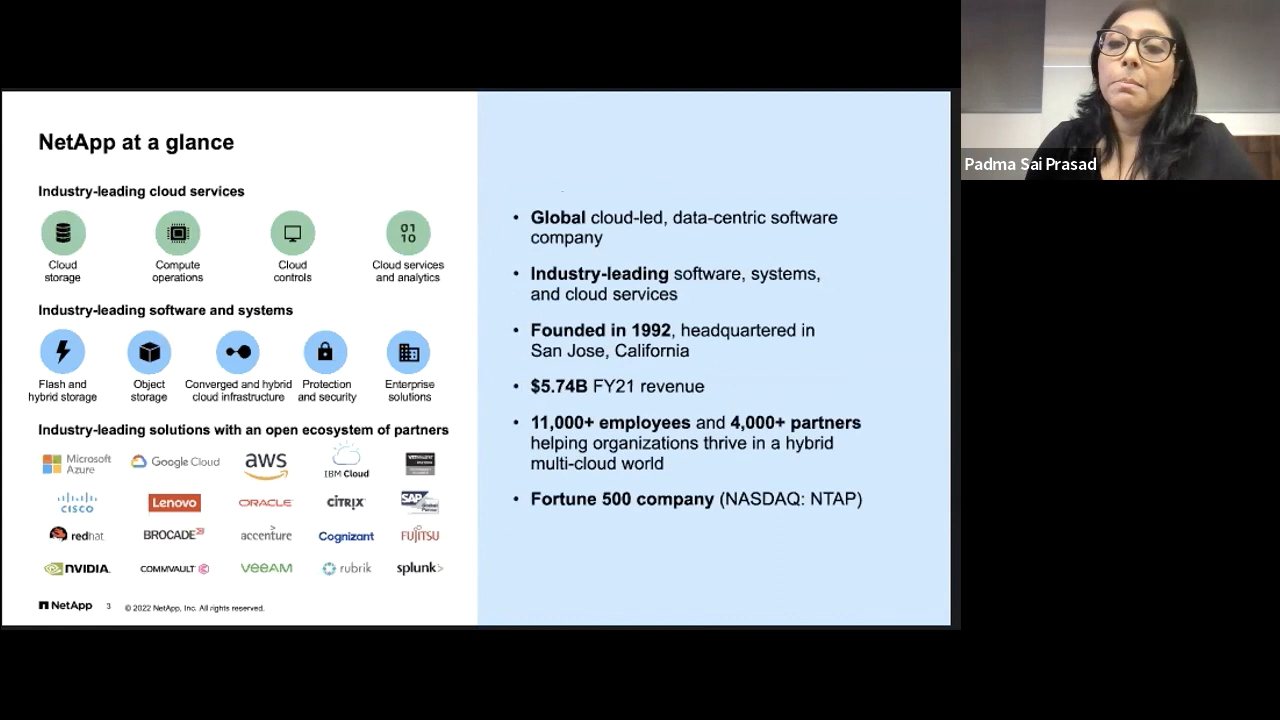 NetApp at a glance
Industry-leading cloud services
Cloud
storage
Compute
operations
Cloud
controls
01
10
Cloud services
and analytics
Industry-leading software and systems
Flash and
hybrid storage
Object
storage
Converged and hybrid
cloud infrastructure
Protection
and security
Enterprise
solutions
Industry-leading solutions with an open ecosystem of partners
Microsoft
Azure
Google Cloud
aws
IBM Cloud
vmware
CISCO
Lenovo
ORACLE
CITRIX
SAP
redhat
BROCADE
accenture
Cognizant
FUJITSU
NVIDIA.
COMMVAULT
veeAM
rubrik
splunk>
NetApp
3
© 2022 NetApp, Inc. All rights reserved.
• Global cloud-led, data-centric software
company
• Industry-leading software, systems,
and cloud services
• Founded in 1992, headquartered in
San Jose, California
• $5.74B FY21 revenue
• 11,000+ employees and 4,000+ partners
helping organizations thrive in a hybrid
multi-cloud world
• Fortune 500 company (NASDAQ: NTAP)
Padma Sai Prasad